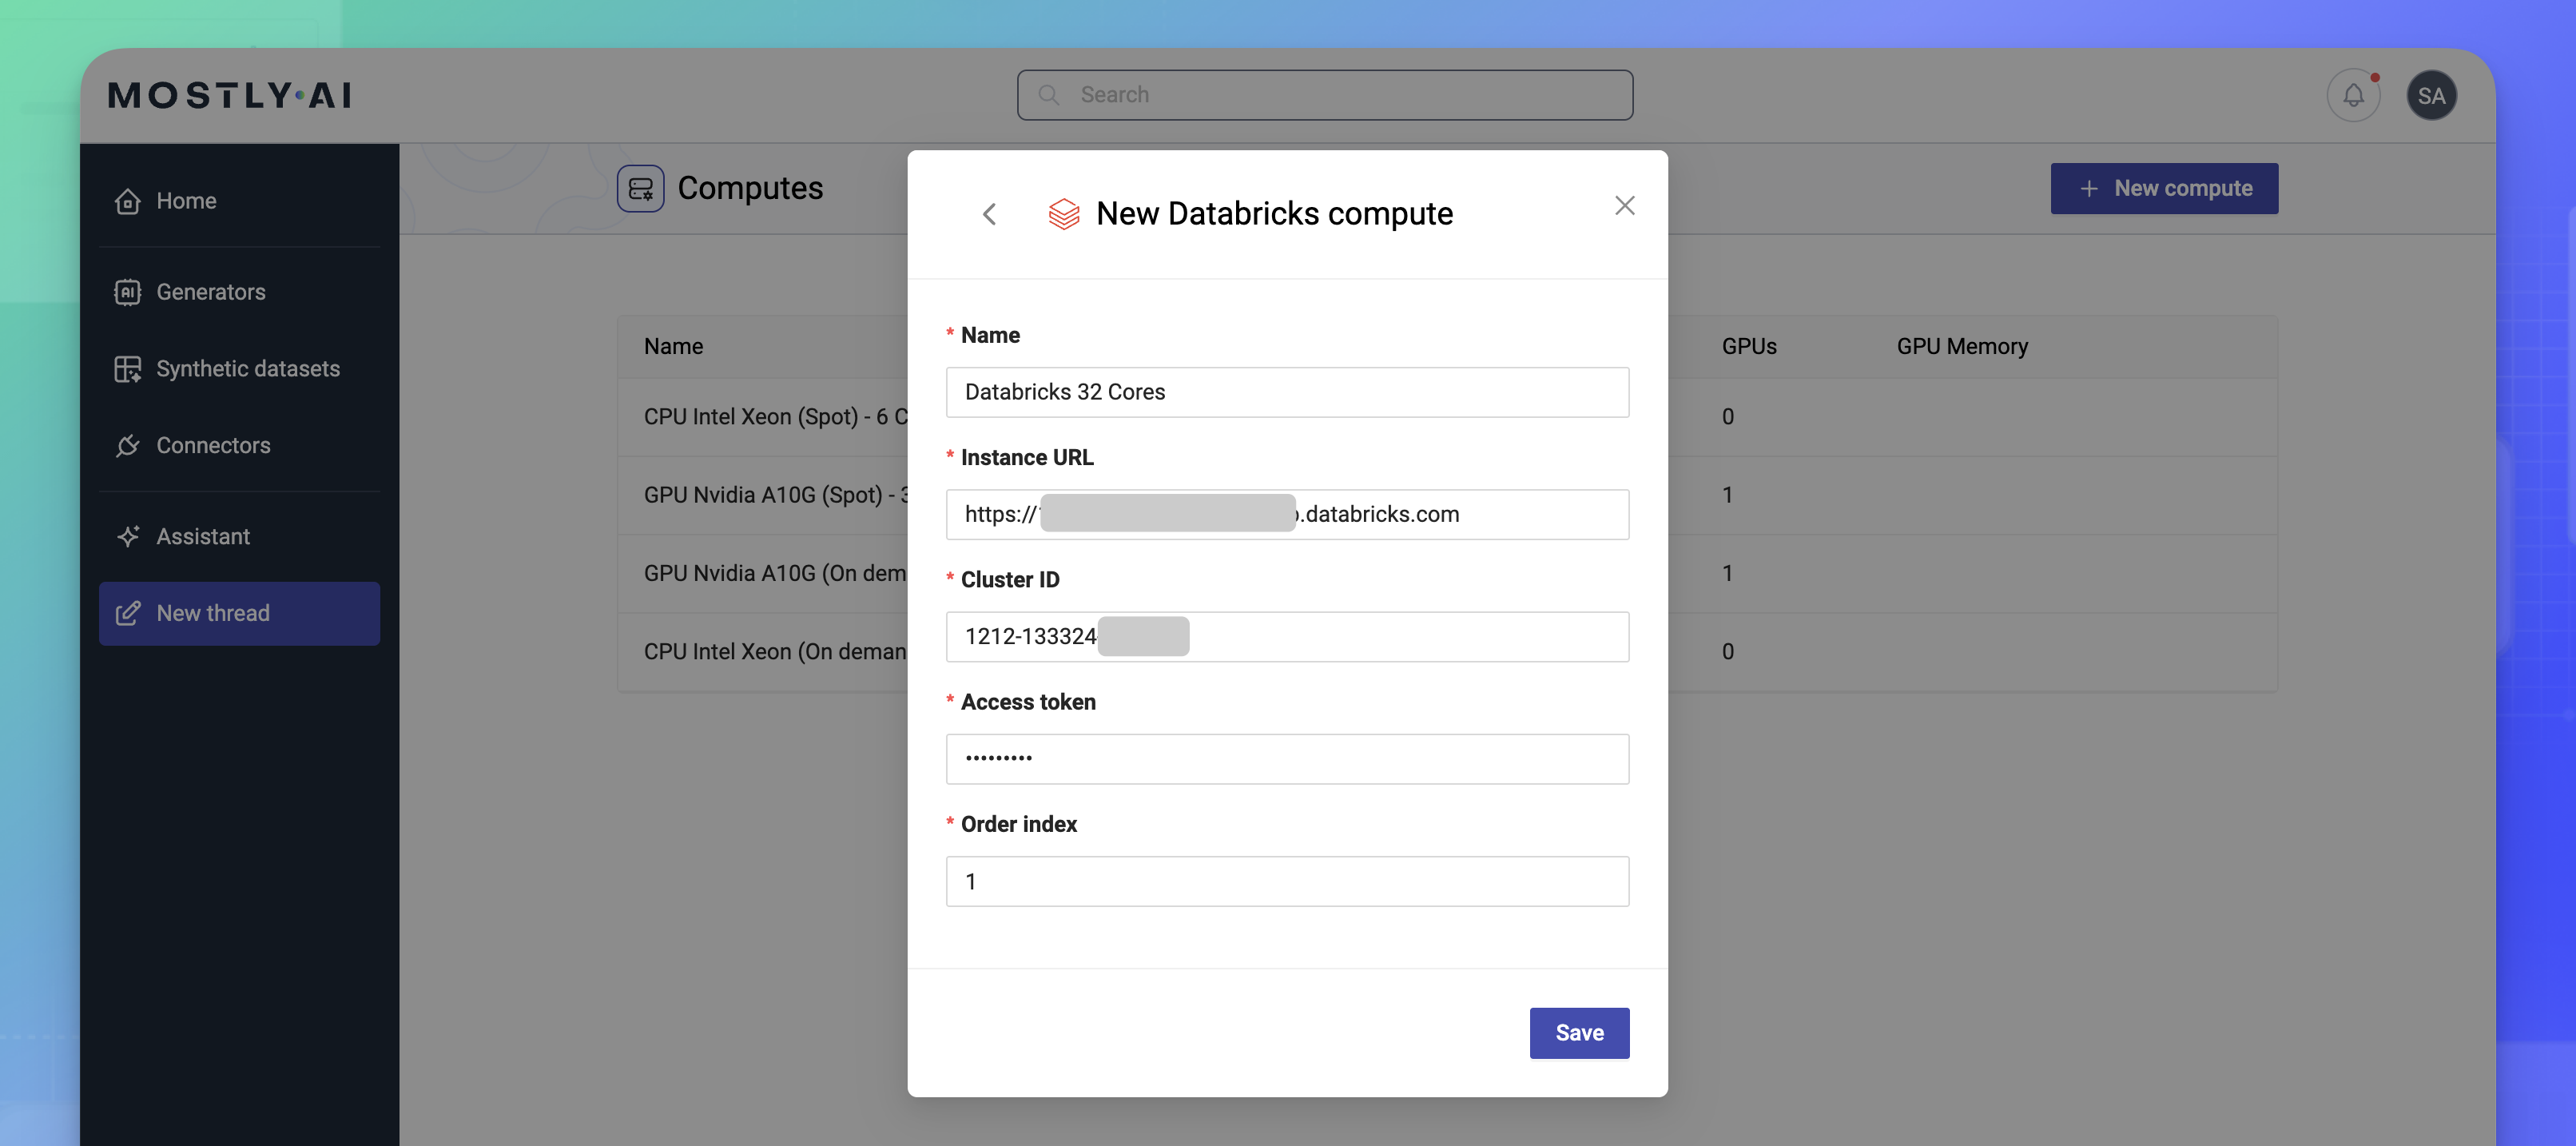 MOSTLY·AI
Search
SA
Home
Generators
Synthetic datasets
Connectors
Assistant
New thread
Computes
+ New compute
Name
GPUs
GPU Memory
CPU Intel Xeon (Spot) - 6 C
0
GPU Nvidia A10G (Spot) - 3
1
GPU Nvidia A10G (On dem
1
CPU Intel Xeon (On deman
0
New Databricks compute
* Name
Databricks 32 Cores
* Instance URL
https:// .databricks.com
* Cluster ID
1212-133324
* Access token
•••••••••
* Order index
1
Save